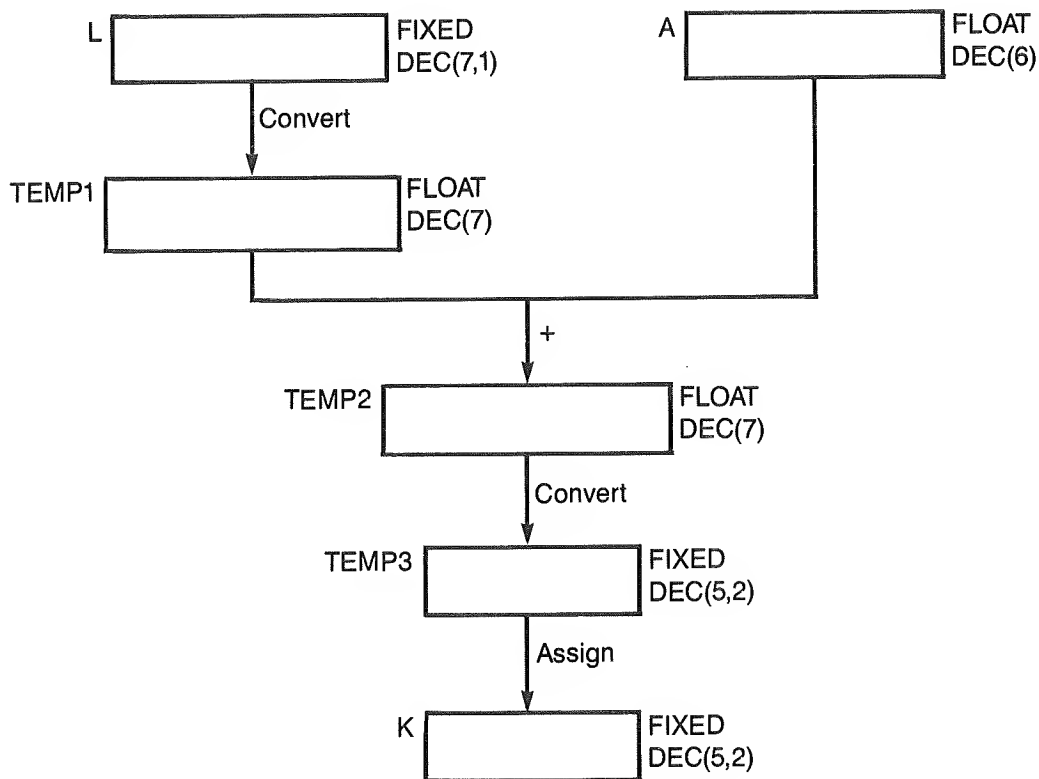 L
FIXED
DEC(7,1)
A
FLOAT
DEC(6)
Convert
TEMP1
FLOAT
DEC(7)
+
TEMP2
FLOAT
DEC(7)
Convert
TEMP3
FIXED
DEC(5,2)
Assign
K
FIXED
DEC(5,2)